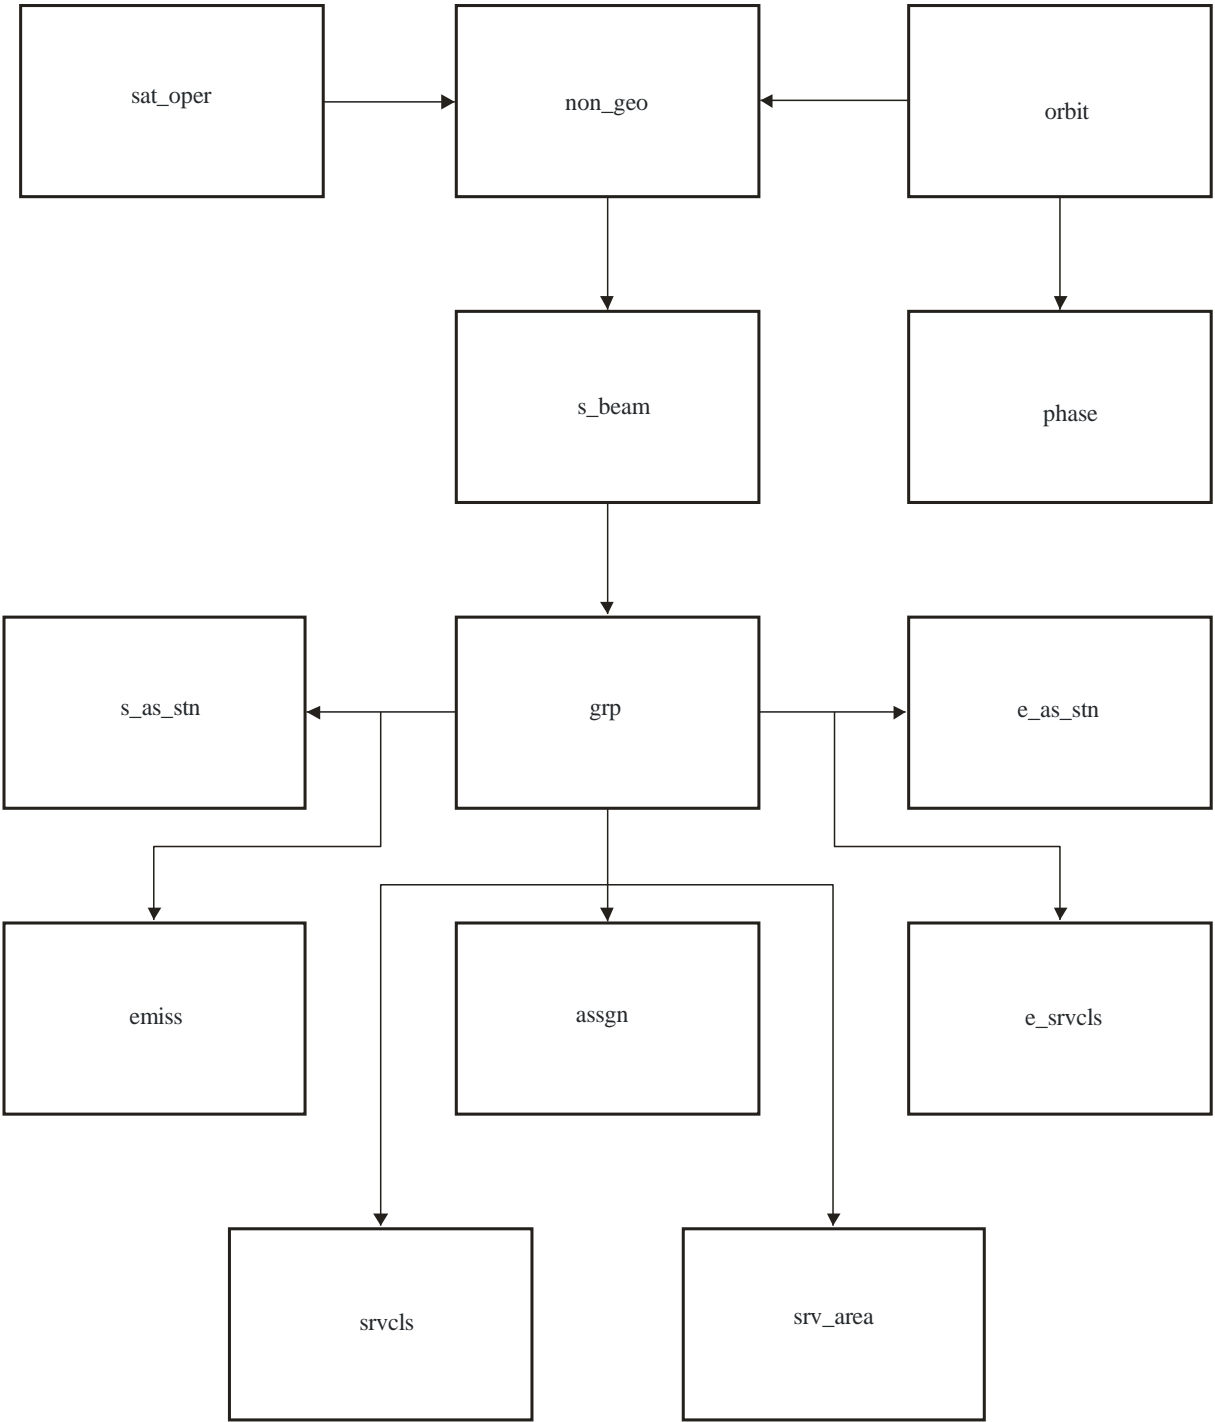 sat_oper
non_geo
orbit
s_beam
phase
s_as_stn
grp
e_as_stn
emiss
assgn
e_srvcls
srvcls
srv_area